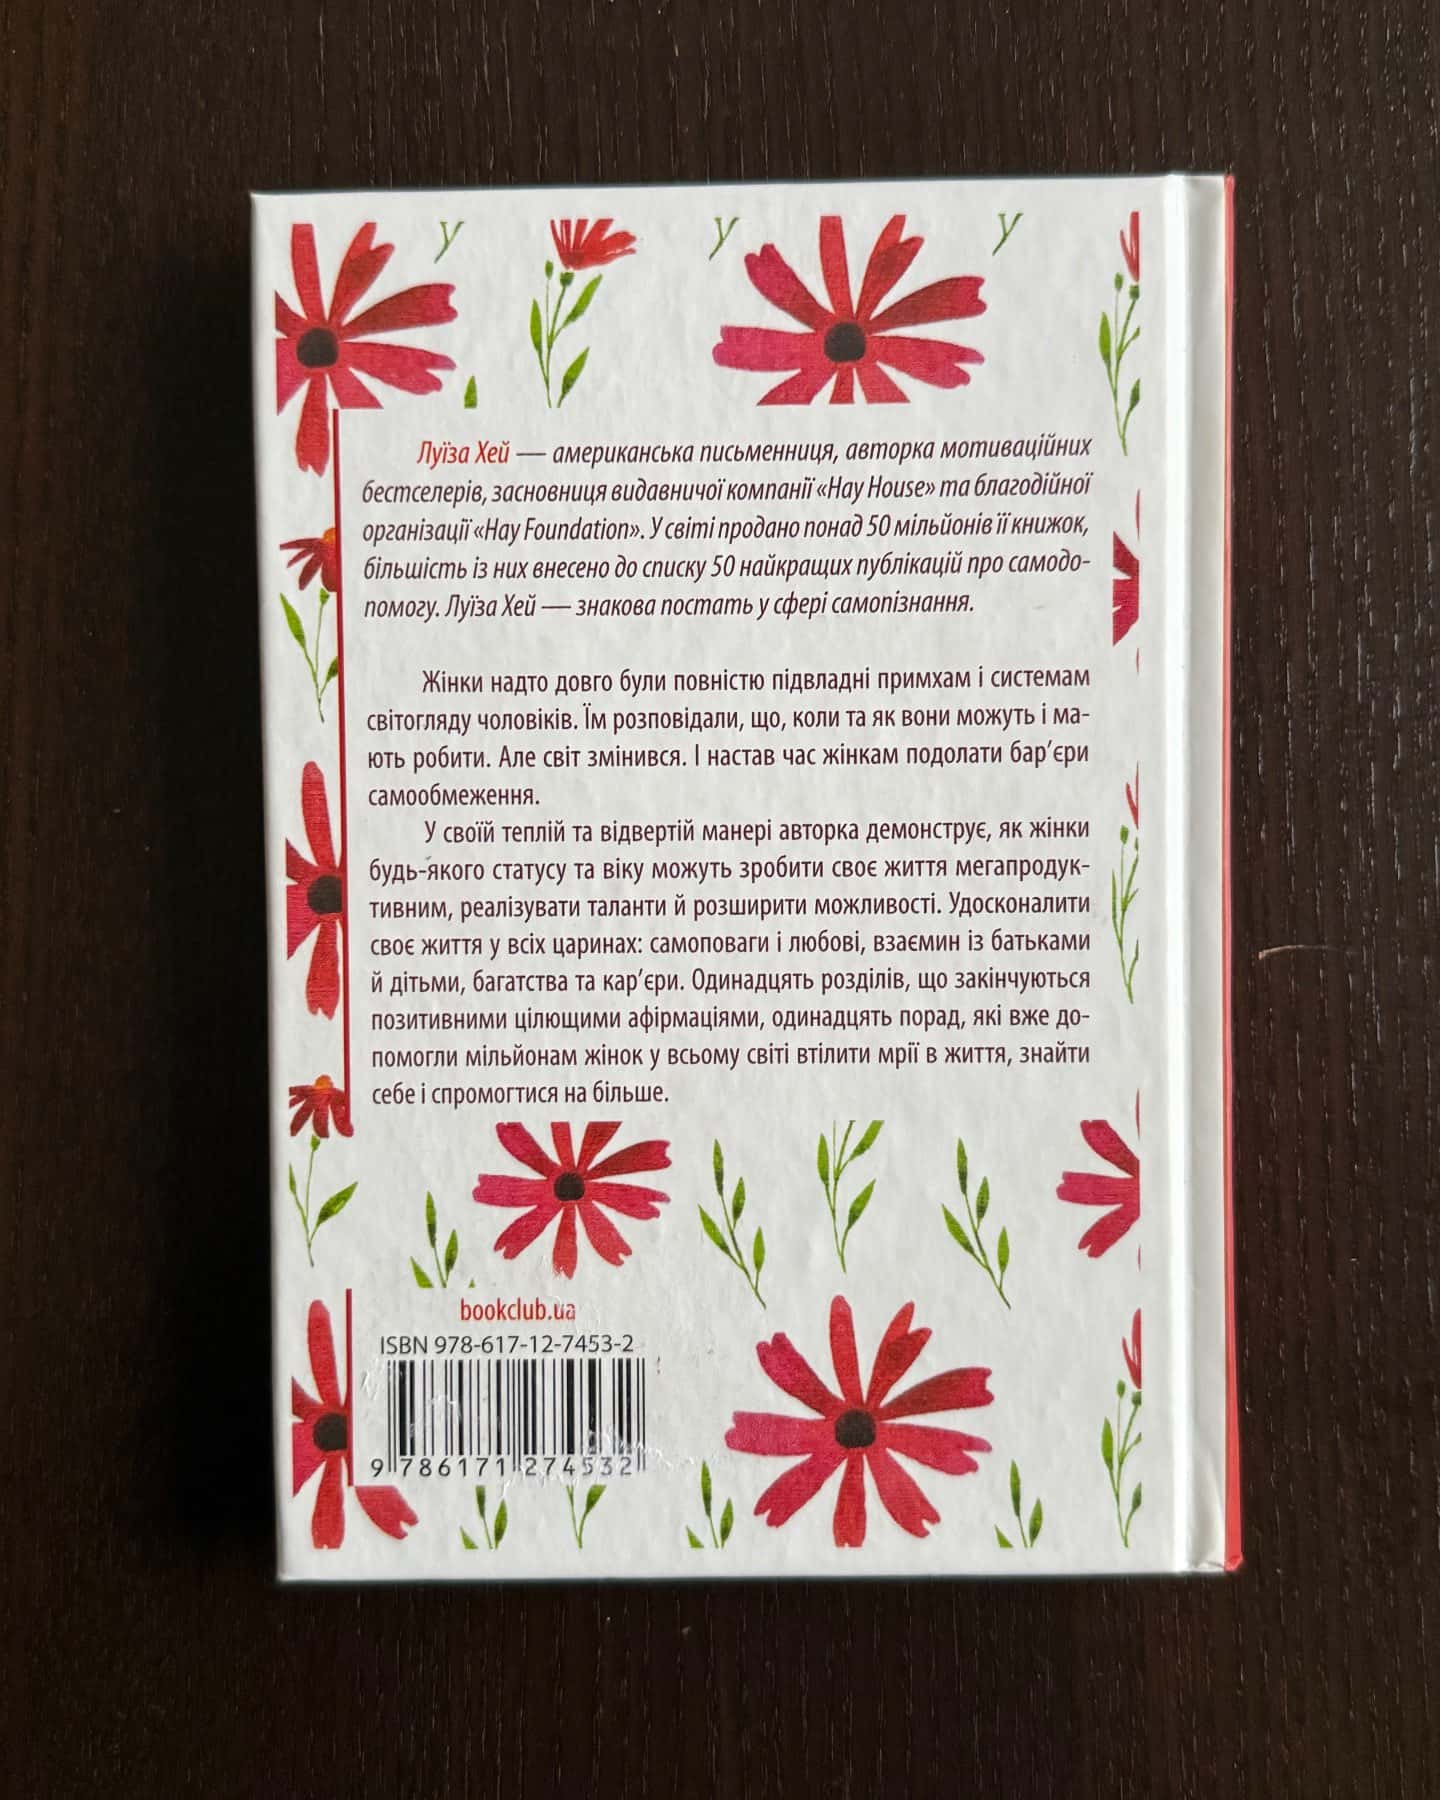 Луїза Хей — американська письменниця, авторка мотиваційних
бестселерів, засновниця видавничої компанії «Hay House» та благодійної
організації «Hay Foundation». У світі продано понад 50 мільйонів її книжок,
більшість із них внесено до списку 50 найкращих публікацій про самодо-
помогу. Луїза Хей — знакова постать у сфері самопізнання.
Жінки надто довго були повністю підвладні примхам і системам
світогляду чоловіків. Їм розповідали, що, коли та як вони можуть і ма-
ють робити. Але світ змінився. І настав час жінкам подолати бар’єри
самообмеження.
У своїй теплій та відвертій манері авторка демонструє, як жінки
будь-якого статусу та віку можуть зробити своє життя мегапродук-
тивним, реалізувати таланти й розширити можливості. Удосконалити
своє життя у всіх царинах: самоповаги і любові, взаємин із батьками
й дітьми, багатства та кар’єри. Одинадцять розділів, що закінчуються
позитивними цілющими афірмаціями, одинадцять порад, які вже до-
помогли мільйонам жінок у всьому світі втілити мрії в життя, знайти
себе і спромогтися на більше.
bookclub.ua
ISBN 978-617-12-7453-2
9 786171 274532